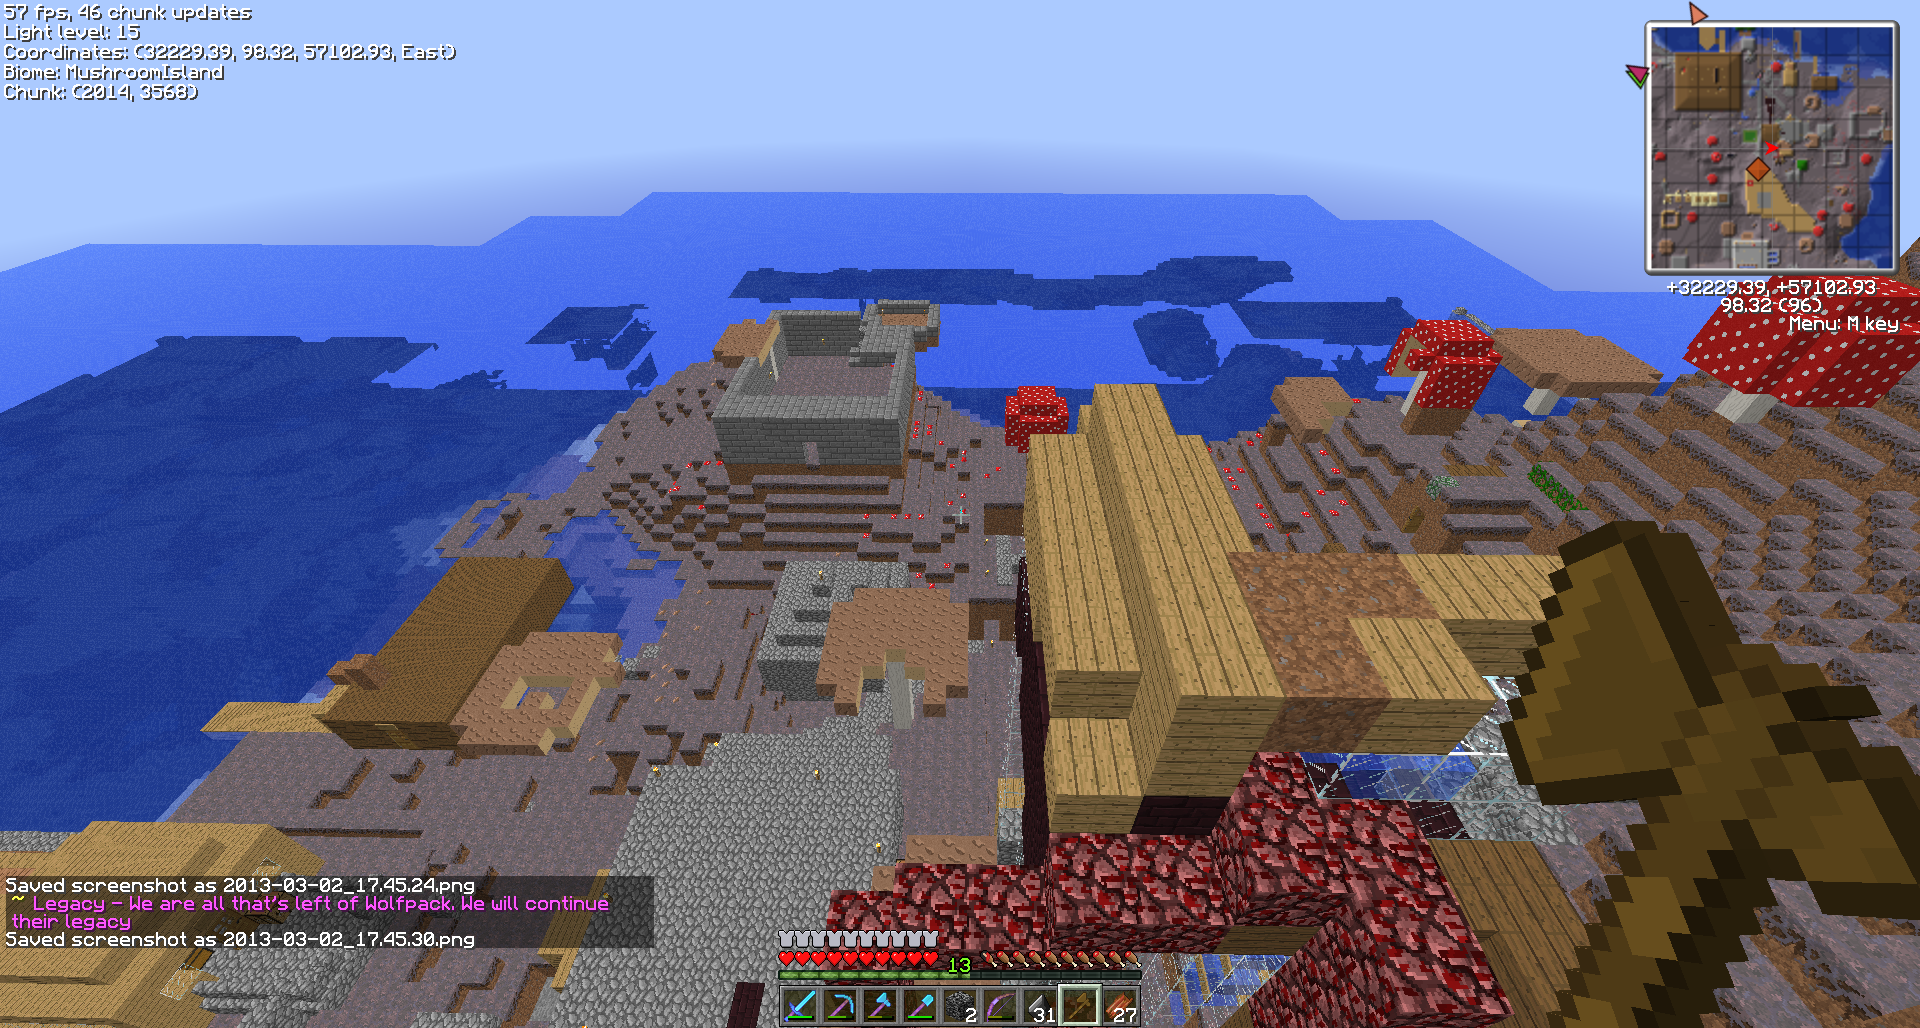 57 fps, 46 chunk updates
Light level: 15
Coordinates: (32229.39, 98.32, 57102.93, East)
Biome: MushroomIsland
Chunk: (2014, 3568)
+32229.39, +57102.93
98.32 (96)
Menu: M key
Saved screenshot as 2013-03-02_17.45.24.png
~ Legacy - We are all that's left of Wolfpack. We will continue
their legacy
Saved screenshot as 2013-03-02_17.45.30.png
13
2
31
27